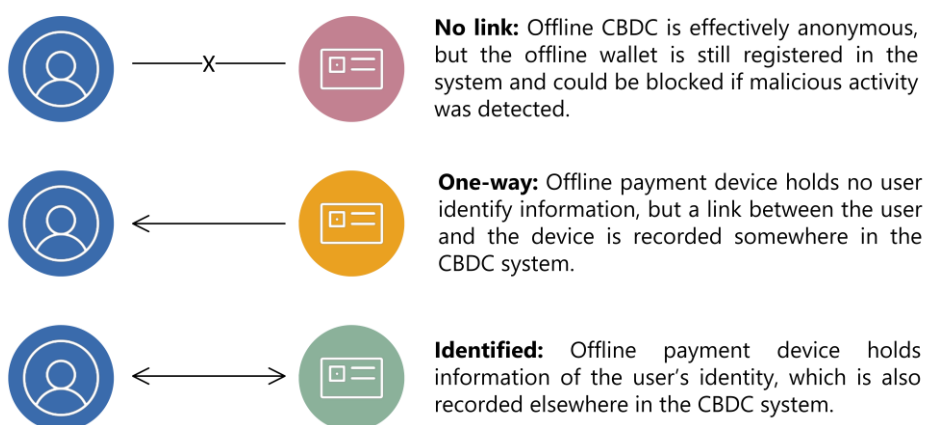 No link: Offline CBDC is effectively anonymous,
but the offline wallet is still registered in the
system and could be blocked if malicious activity
was detected.
X
One-way: Offline payment device holds no user
identify information, but a link between the user
and the device is recorded somewhere in the
CBDC system.
Identified: Offline payment device holds
information of the user's identity, which is also
recorded elsewhere in the CBDC system.